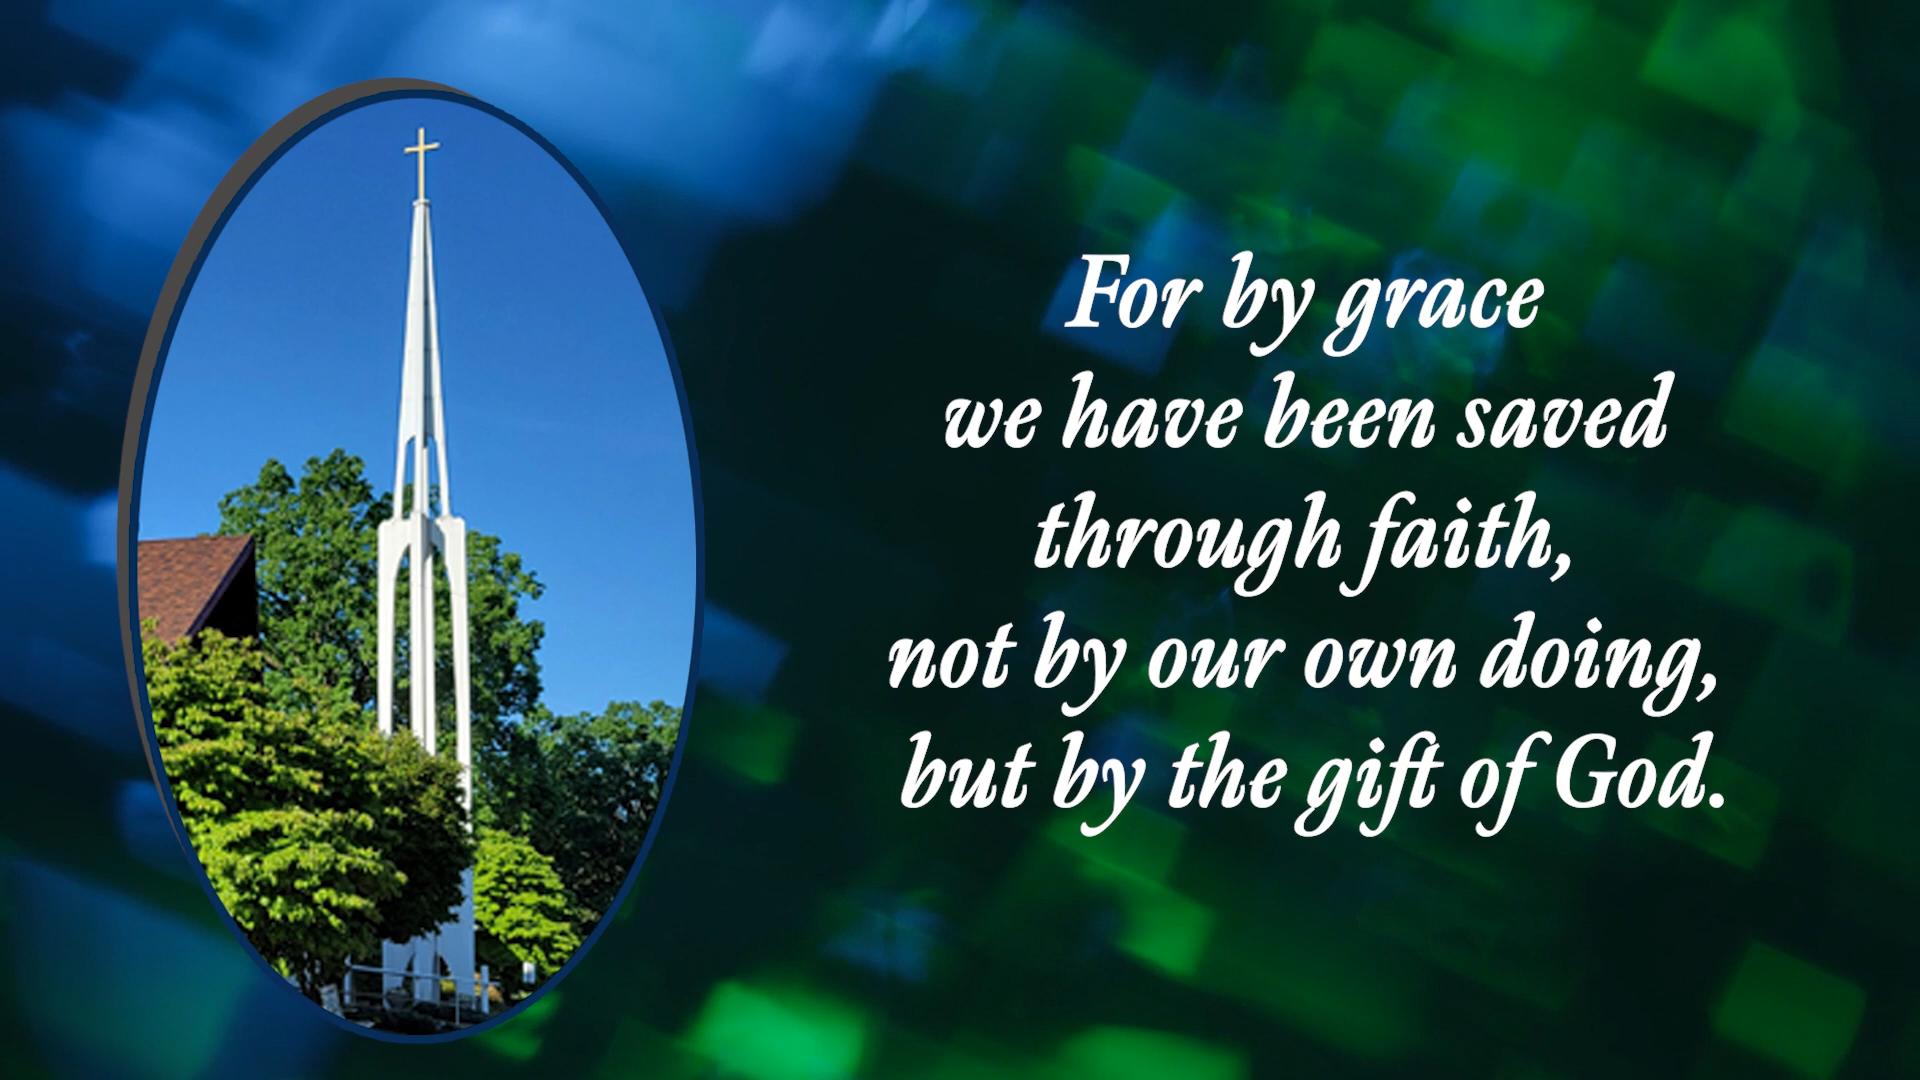 For by grace
we have been saved
through faith,
not by our own doing,
but by the gift of God.